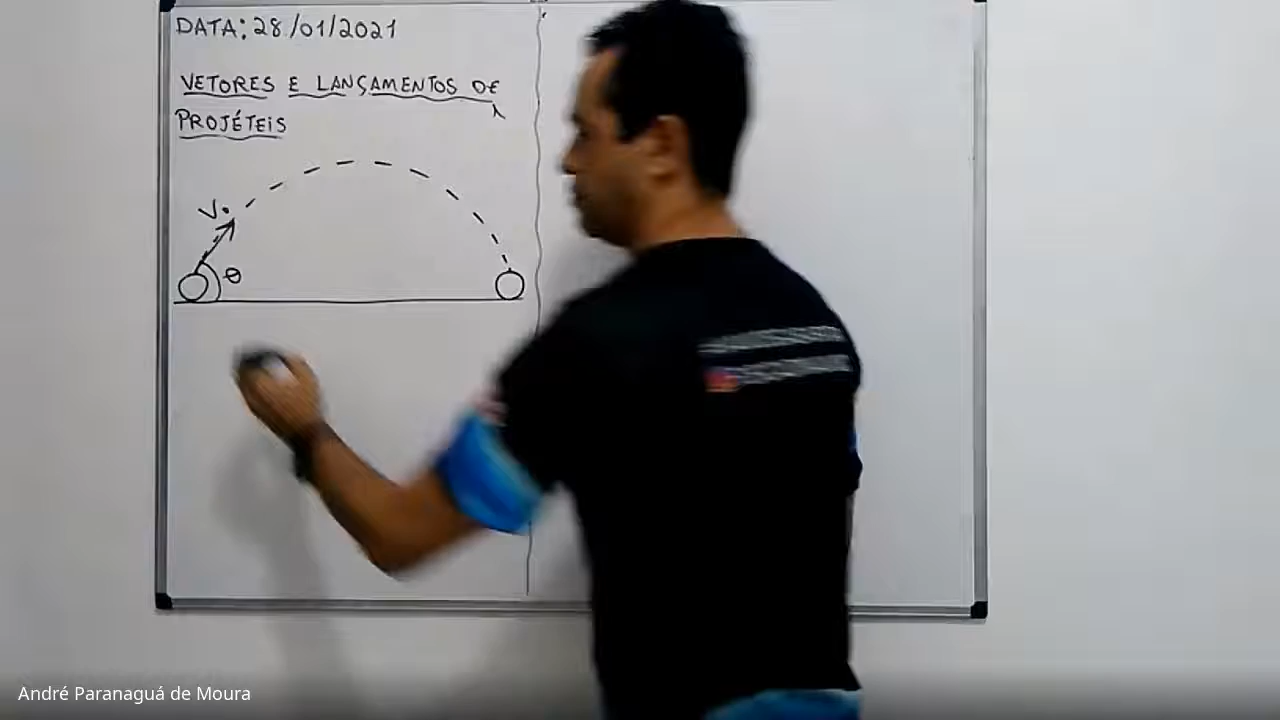 DATA: 28/01/2021
VETORES E LANÇAMENTOS DE
PROJÉTEIS
V₀
θ
André Paranaguá de Moura